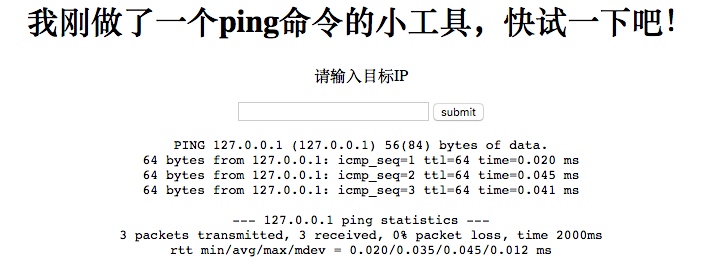 我刚做了一个ping命令的小工具，快试一下吧！
请输入目标IP
submit
PING 127.0.0.1 (127.0.0.1) 56(84) bytes of data.
64 bytes from 127.0.0.1: icmp_seq=1 ttl=64 time=0.020 ms
64 bytes from 127.0.0.1: icmp_seq=2 ttl=64 time=0.045 ms
64 bytes from 127.0.0.1: icmp_seq=3 ttl=64 time=0.041 ms
--- 127.0.0.1 ping statistics ---
3 packets transmitted, 3 received, 0% packet loss, time 2000ms
rtt min/avg/max/mdev = 0.020/0.035/0.045/0.012 ms